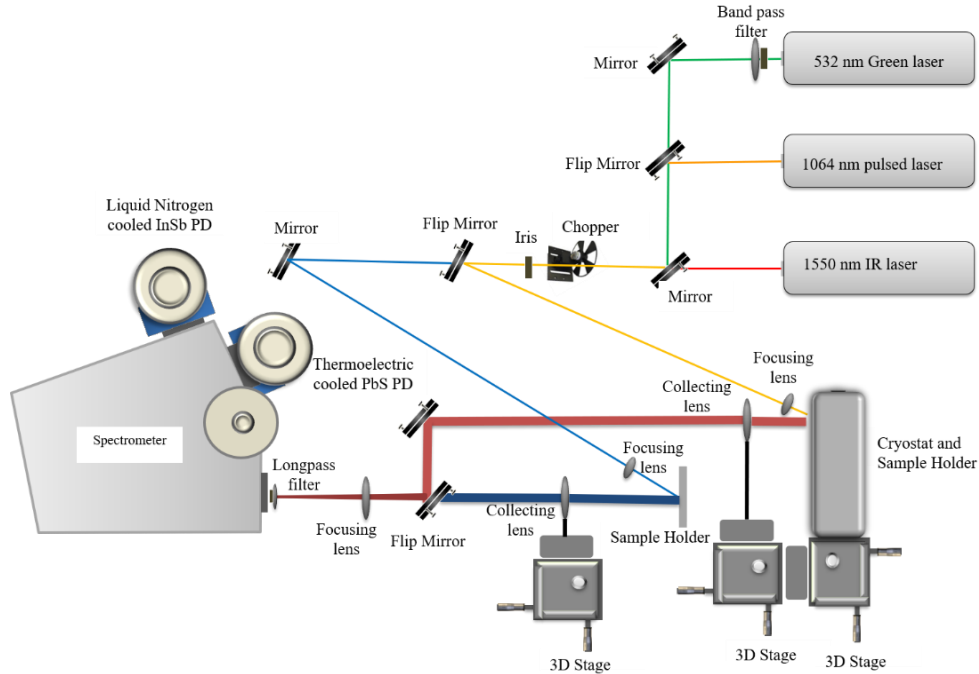 Band pass
filter
532 nm Green laser
Mirror
Flip Mirror
1064 nm pulsed laser
Liquid Nitrogen
cooled InSb PD
Mirror
Flip Mirror
Iris
Chopper
1550 nm IR laser
Mirror
Thermoelectric
cooled PbS PD
Focusing
lens
Collecting
lens
Cryostat and
Sample Holder
Spectrometer
Longpass
filter
Focusing
lens
Focusing
lens
Flip Mirror
Collecting
lens
Sample Holder
3D Stage
3D Stage
3D Stage